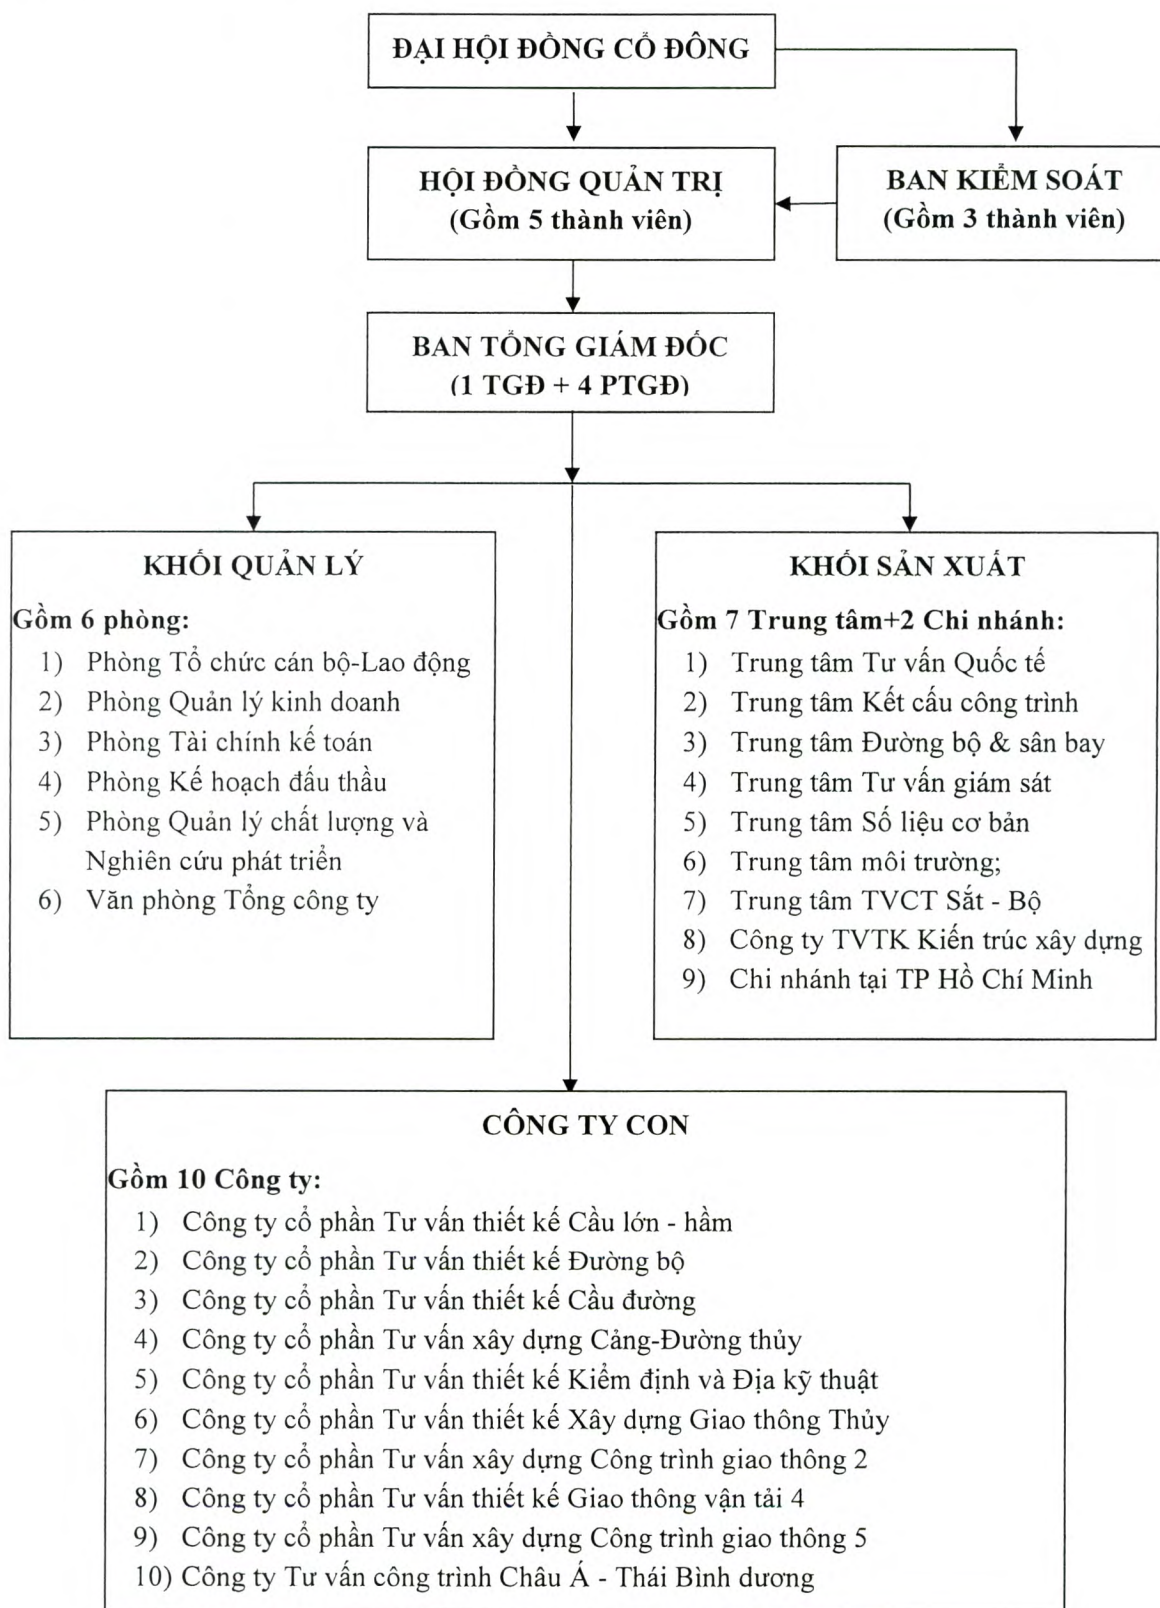 ĐẠI HỘI ĐỒNG CỔ ĐÔNG
HỘI ĐỒNG QUẢN TRỊ
(Gồm 5 thành viên)
BAN KIỂM SOÁT
(Gồm 3 thành viên)
BAN TỔNG GIÁM ĐỐC
(1 TGĐ + 4 PTGĐ)
KHỐI QUẢN LÝ
Gồm 6 phòng:
1) Phòng Tổ chức cán bộ-Lao động
2) Phòng Quản lý kinh doanh
3) Phòng Tài chính kế toán
4) Phòng Kế hoạch đấu thầu
5) Phòng Quản lý chất lượng và
Nghiên cứu phát triển
6) Văn phòng Tổng công ty
KHỐI SẢN XUẤT
Gồm 7 Trung tâm+2 Chi nhánh:
1) Trung tâm Tư vấn Quốc tế
2) Trung tâm Kết cấu công trình
3) Trung tâm Đường bộ & sân bay
4) Trung tâm Tư vấn giám sát
5) Trung tâm Số liệu cơ bản
6) Trung tâm môi trường;
7) Trung tâm TVCT Sắt - Bộ
8) Công ty TVTK Kiến trúc xây dựng
9) Chi nhánh tại TP Hồ Chí Minh
CÔNG TY CON
Gồm 10 Công ty:
1) Công ty cổ phần Tư vấn thiết kế Cầu lớn - hầm
2) Công ty cổ phần Tư vấn thiết kế Đường bộ
3) Công ty cổ phần Tư vấn thiết kế Cầu đường
4) Công ty cổ phần Tư vấn xây dựng Cảng-Đường thủy
5) Công ty cổ phần Tư vấn thiết kế Kiểm định và Địa kỹ thuật
6) Công ty cổ phần Tư vấn thiết kế Xây dựng Giao thông Thủy
7) Công ty cổ phần Tư vấn xây dựng Công trình giao thông 2
8) Công ty cổ phần Tư vấn thiết kế Giao thông vận tải 4
9) Công ty cổ phần Tư vấn xây dựng Công trình giao thông 5
10) Công ty Tư vấn công trình Châu Á - Thái Bình dương